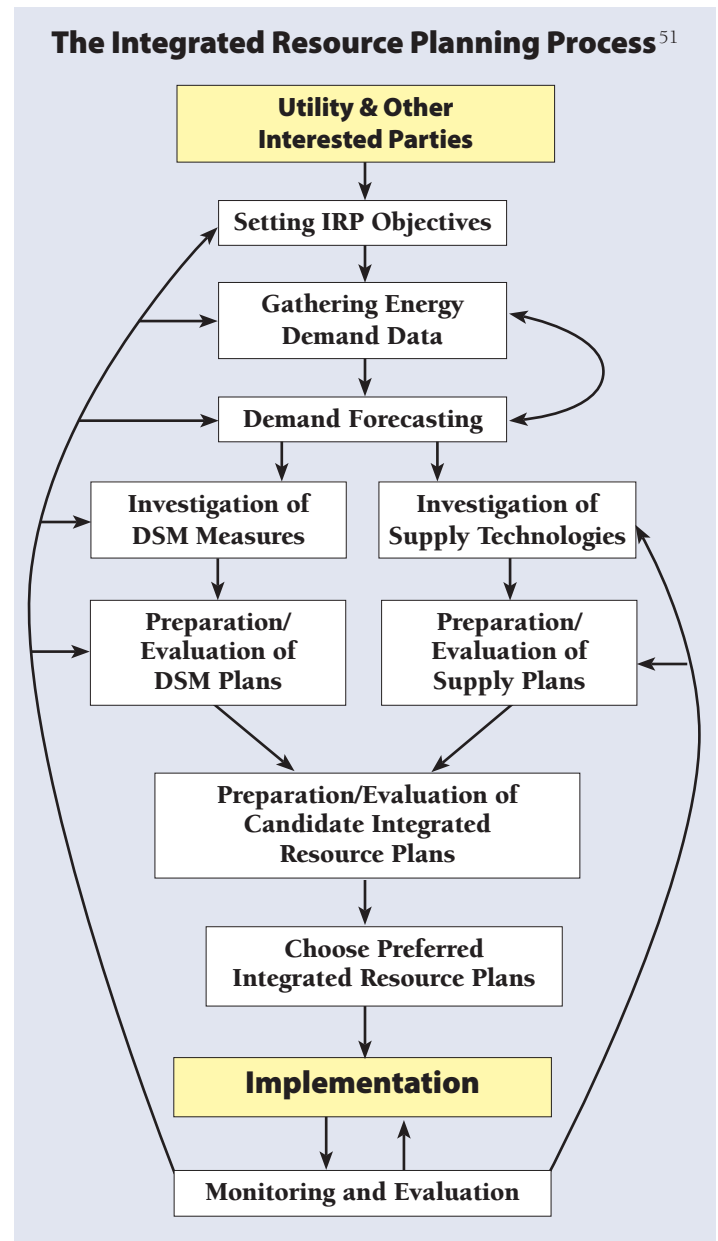 The Integrated Resource Planning Process 51
Utility & Other
Interested Parties
Setting IRP Objectives
Gathering Energy
Demand Data
Demand Forecasting
Investigation of
DSM Measures
Investigation of
Supply Technologies
Preparation/
Evaluation of
DSM Plans
Preparation/
Evaluation of
Supply Plans
Preparation/Evaluation of
Candidate Integrated
Resource Plans
Choose Preferred
Integrated Resource Plans
Implementation
Monitoring and Evaluation